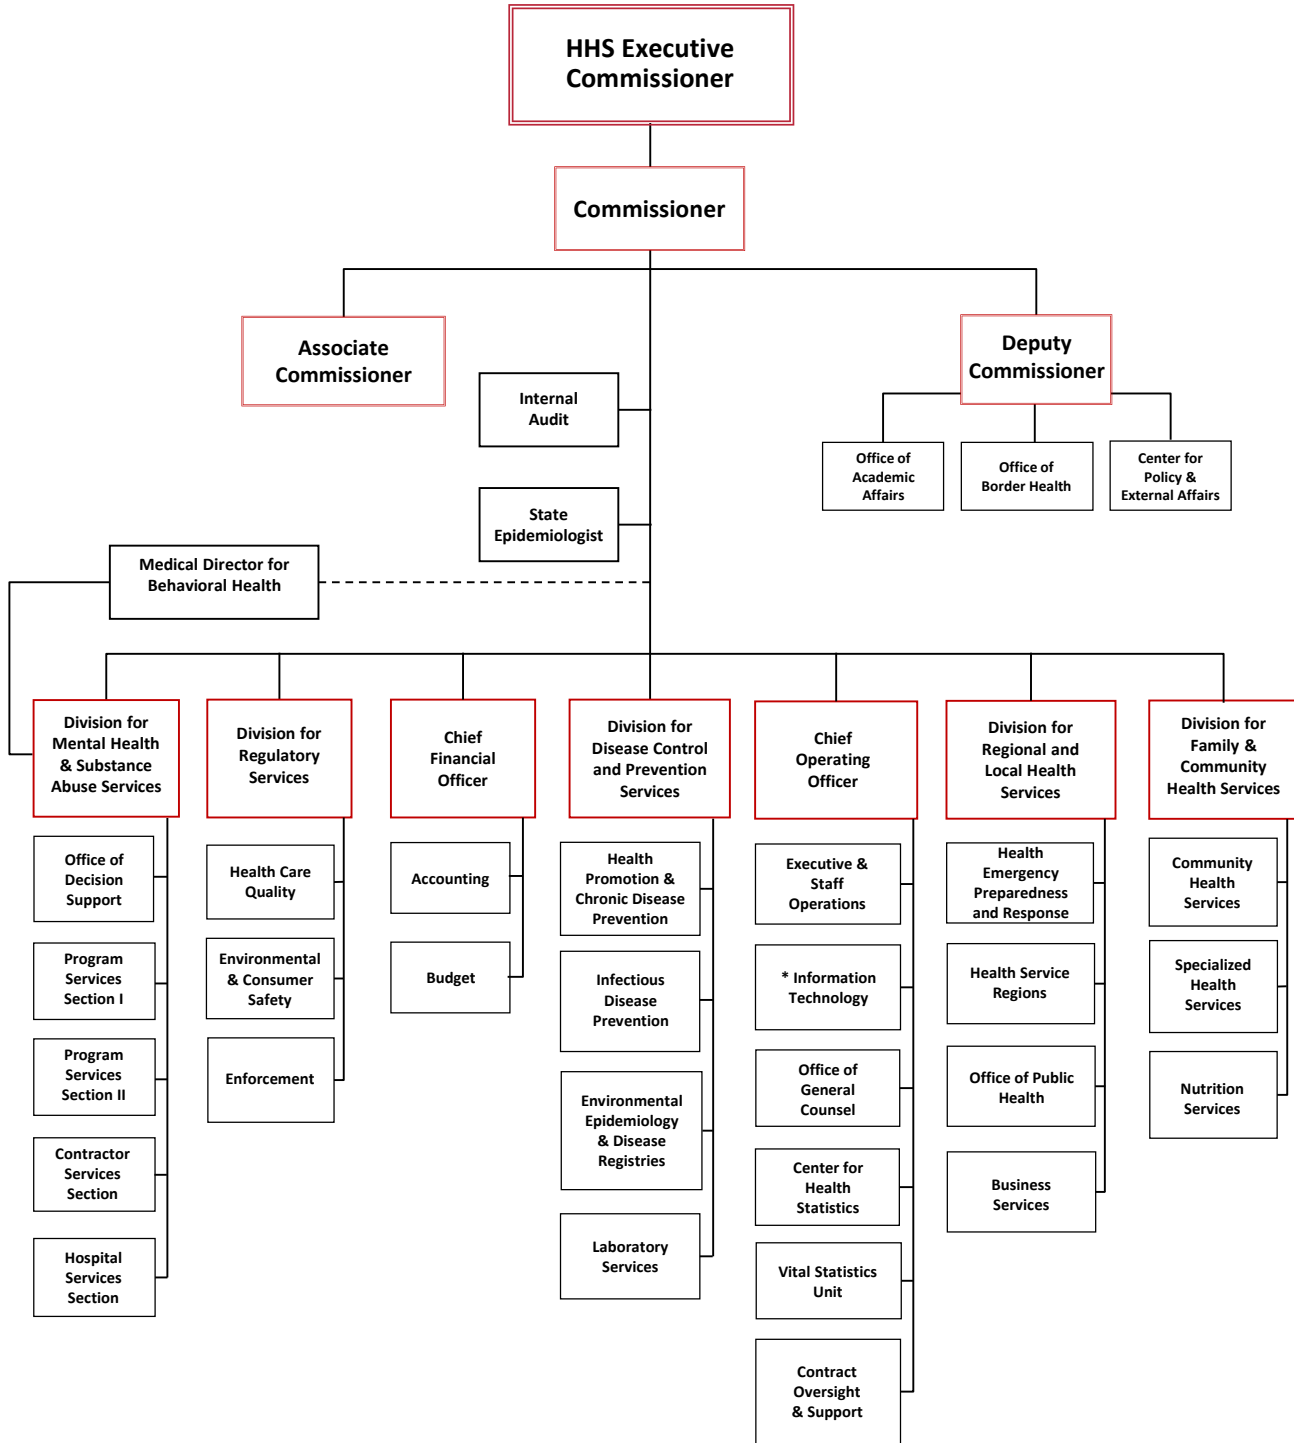 HHS Executive
Commissioner
Commissioner
Associate
Commissioner
Deputy
Commissioner
Internal
Audit
Office of
Academic
Affairs
Office of
Border Health
Center for
Policy &
External Affairs
State
Epidemiologist
Medical Director for
Behavioral Health
Division for
Mental Health
& Substance
Abuse Services
Division for
Regulatory
Services
Chief
Financial
Officer
Division for
Disease Control
and Prevention
Services
Chief
Operating
Officer
Division for
Regional and
Local Health
Services
Division for
Family &
Community
Health Services
Office of
Decision
Support
Program
Services
Section I
Program
Services
Section II
Contractor
Services
Section
Hospital
Services
Section
Health Care
Quality
Environmental
& Consumer
Safety
Enforcement
Accounting
Budget
Health
Promotion &
Chronic Disease
Prevention
Infectious
Disease
Prevention
Environmental
Epidemiology
& Disease
Registries
Laboratory
Services
Executive &
Staff
Operations
* Information
Technology
Office of
General
Counsel
Center for
Health
Statistics
Vital Statistics
Unit
Contract
Oversight
& Support
Health
Emergency
Preparedness
and Response
Health Service
Regions
Office of Public
Health
Business
Services
Community
Health
Services
Specialized
Health
Services
Nutrition
Services